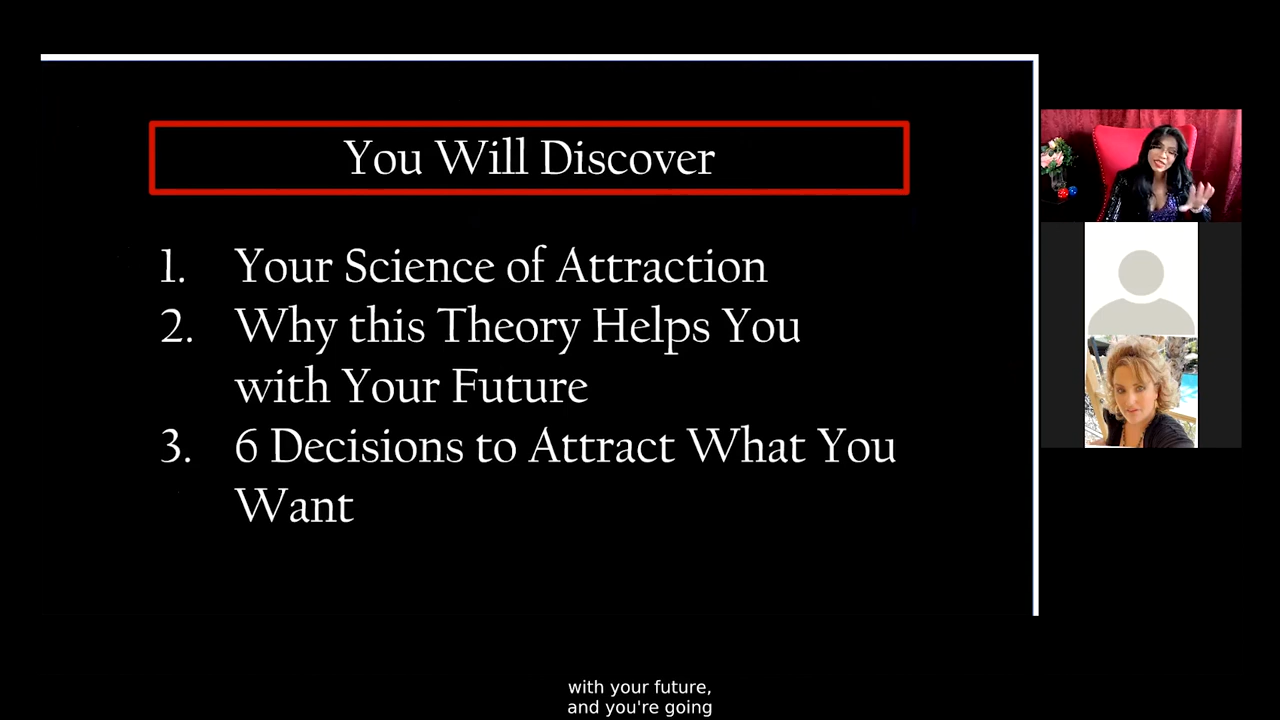 You Will Discover
1. Your Science of Attraction
2. Why this Theory Helps You
with Your Future
3. 6 Decisions to Attract What You
Want
with your future,
and you're going